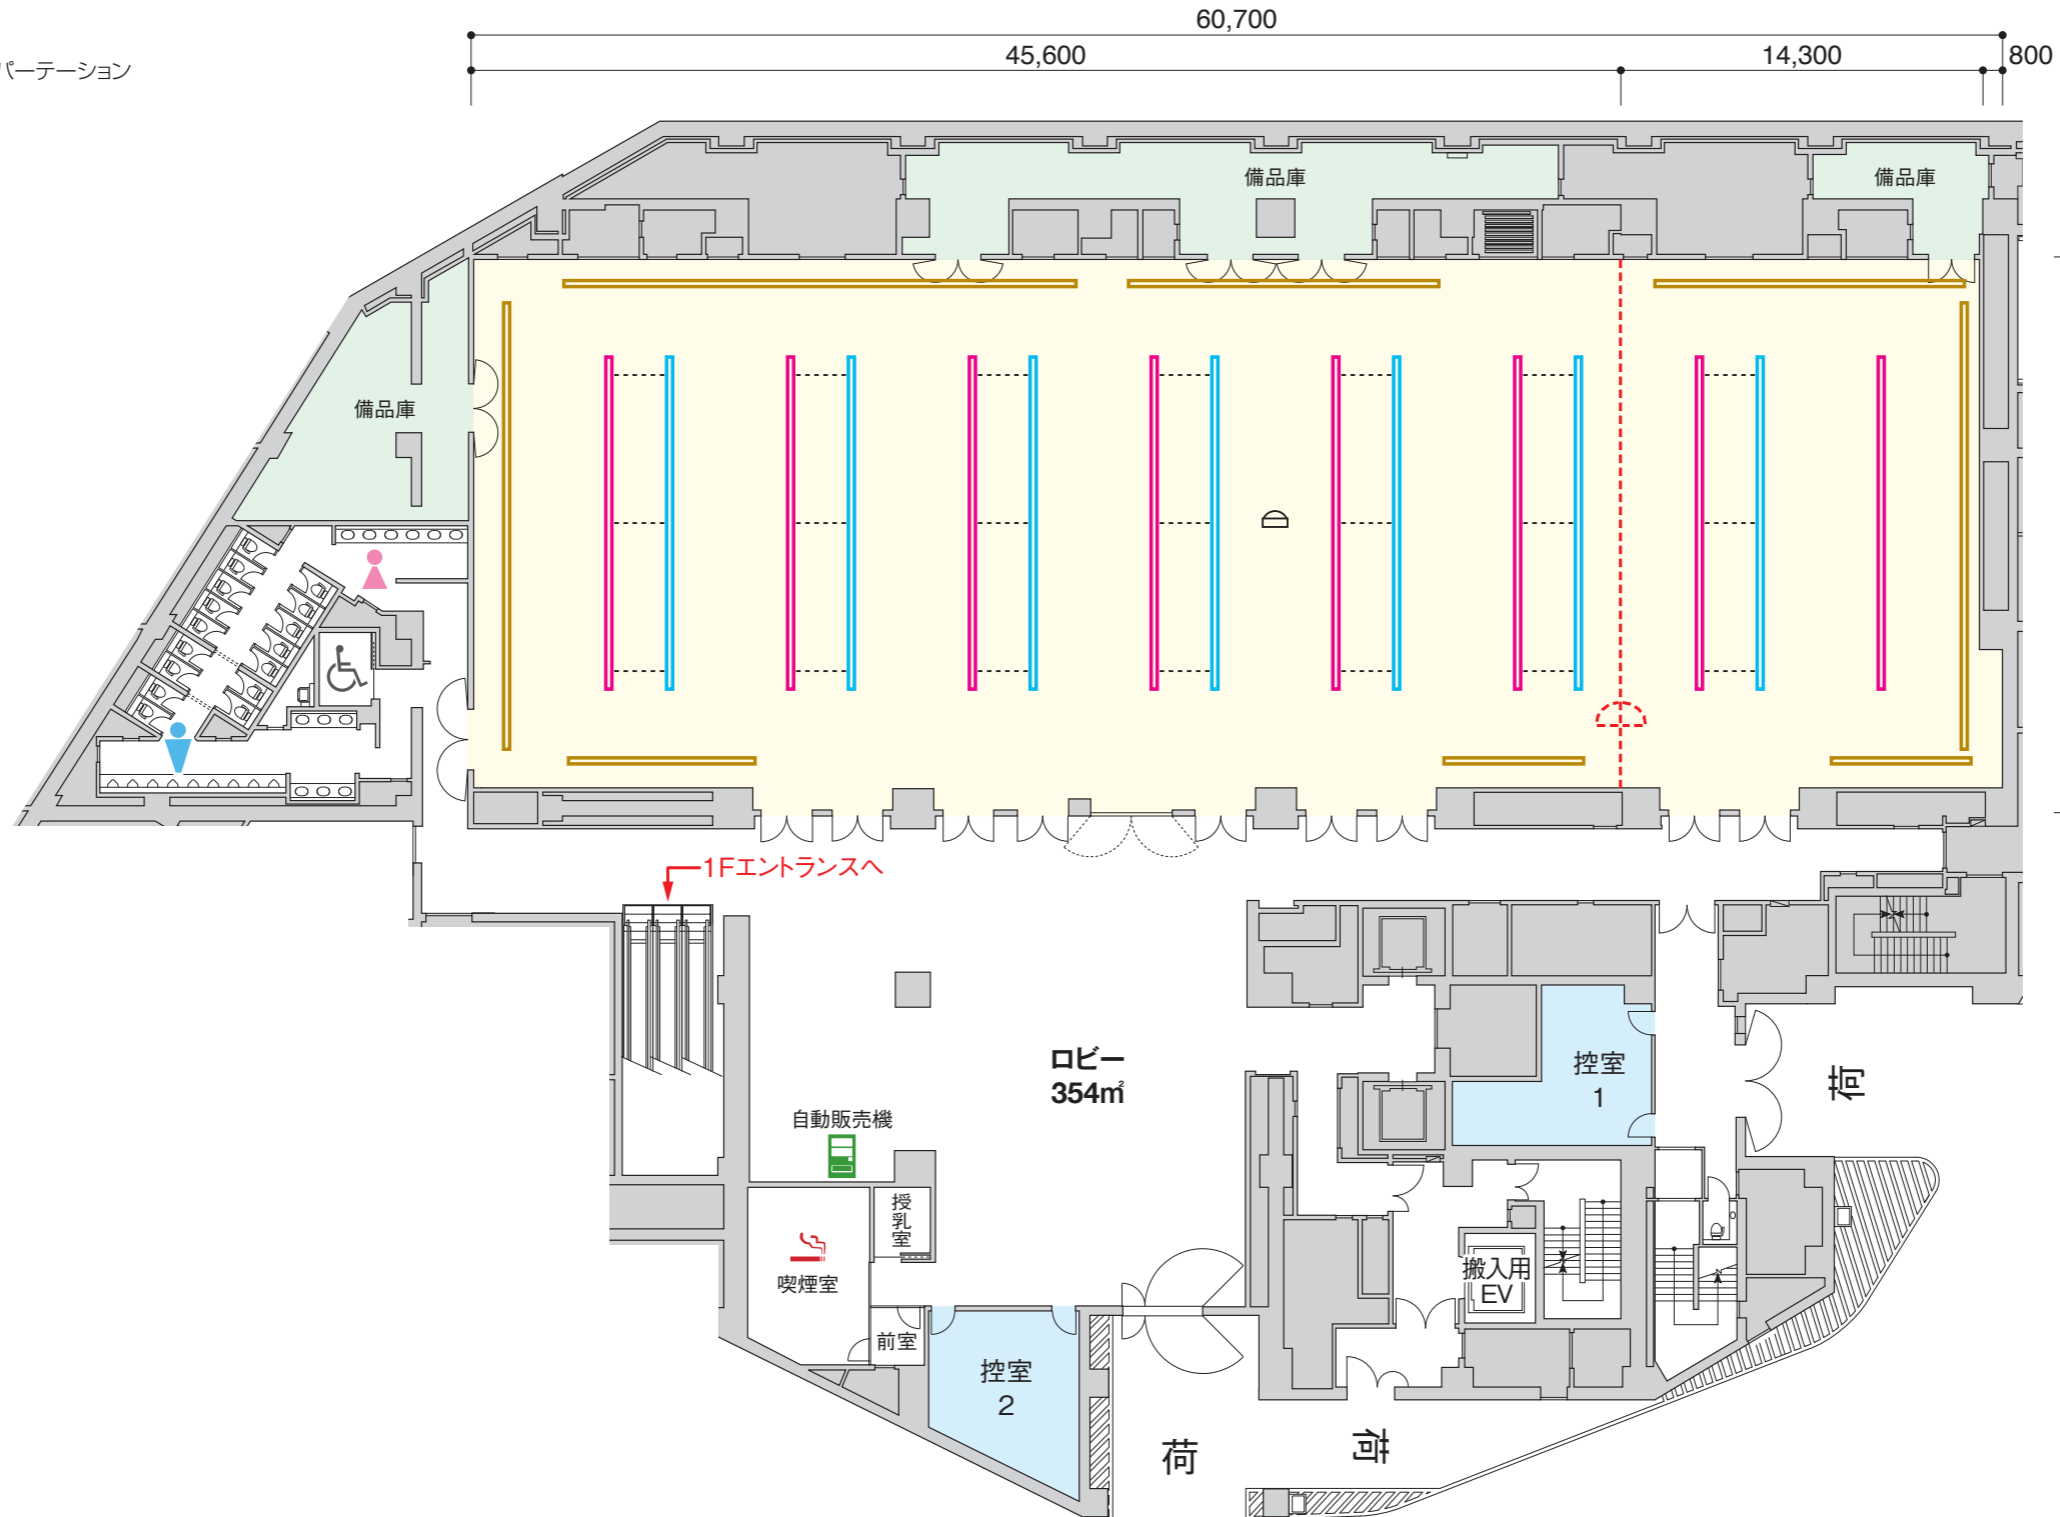 60,700
45,600
14,300
800
パーテーション
備品庫
備品庫
備品庫
1Fエントランスへ
ロビー
354㎡
控室
1
荷
自動販売機
授乳室
喫煙室
搬入用
EV
前室
控室
2
荷
荷